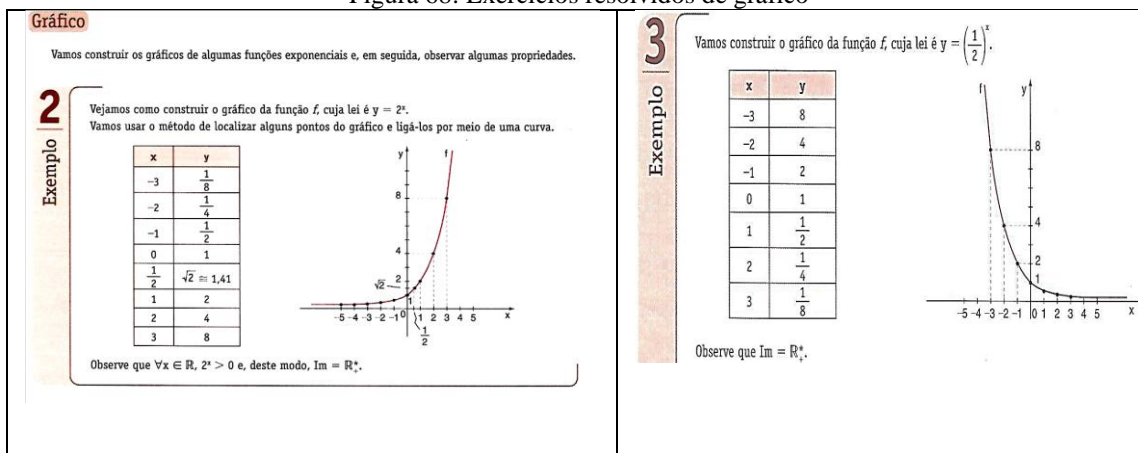 Figura 68: Exercícios resolvidos de gráfico
Gráfico
Vamos construir os gráficos de algumas funções exponenciais e, em seguida, observar algumas propriedades.
Exemplo 2
Vejamos como construir o gráfico da função f, cuja lei é y = 2ˣ.
Vamos usar o método de localizar alguns pontos do gráfico e ligá-los por meio de uma curva.
x y
−3 1/8
−2 1/4
−1 1/2
0 1
1/2 √2 ≅ 1,41
1 2
2 4
3 8
y f
8
4
√2 2
1
-5 -4 -3 -2 -1 0 1 2 3 4 5 x
1/2
Observe que ∀x ∈ ℝ, 2ˣ > 0 e, deste modo, Im = ℝ*₊.
Exemplo 3
Vamos construir o gráfico da função f, cuja lei é y = (1/2)ˣ.
x y
−3 8
−2 4
−1 2
0 1
1 1/2
2 1/4
3 1/8
f y
8
4
2
1
-5 -4 -3 -2 -1 0 1 2 3 4 5 x
Observe que Im = ℝ*₊.